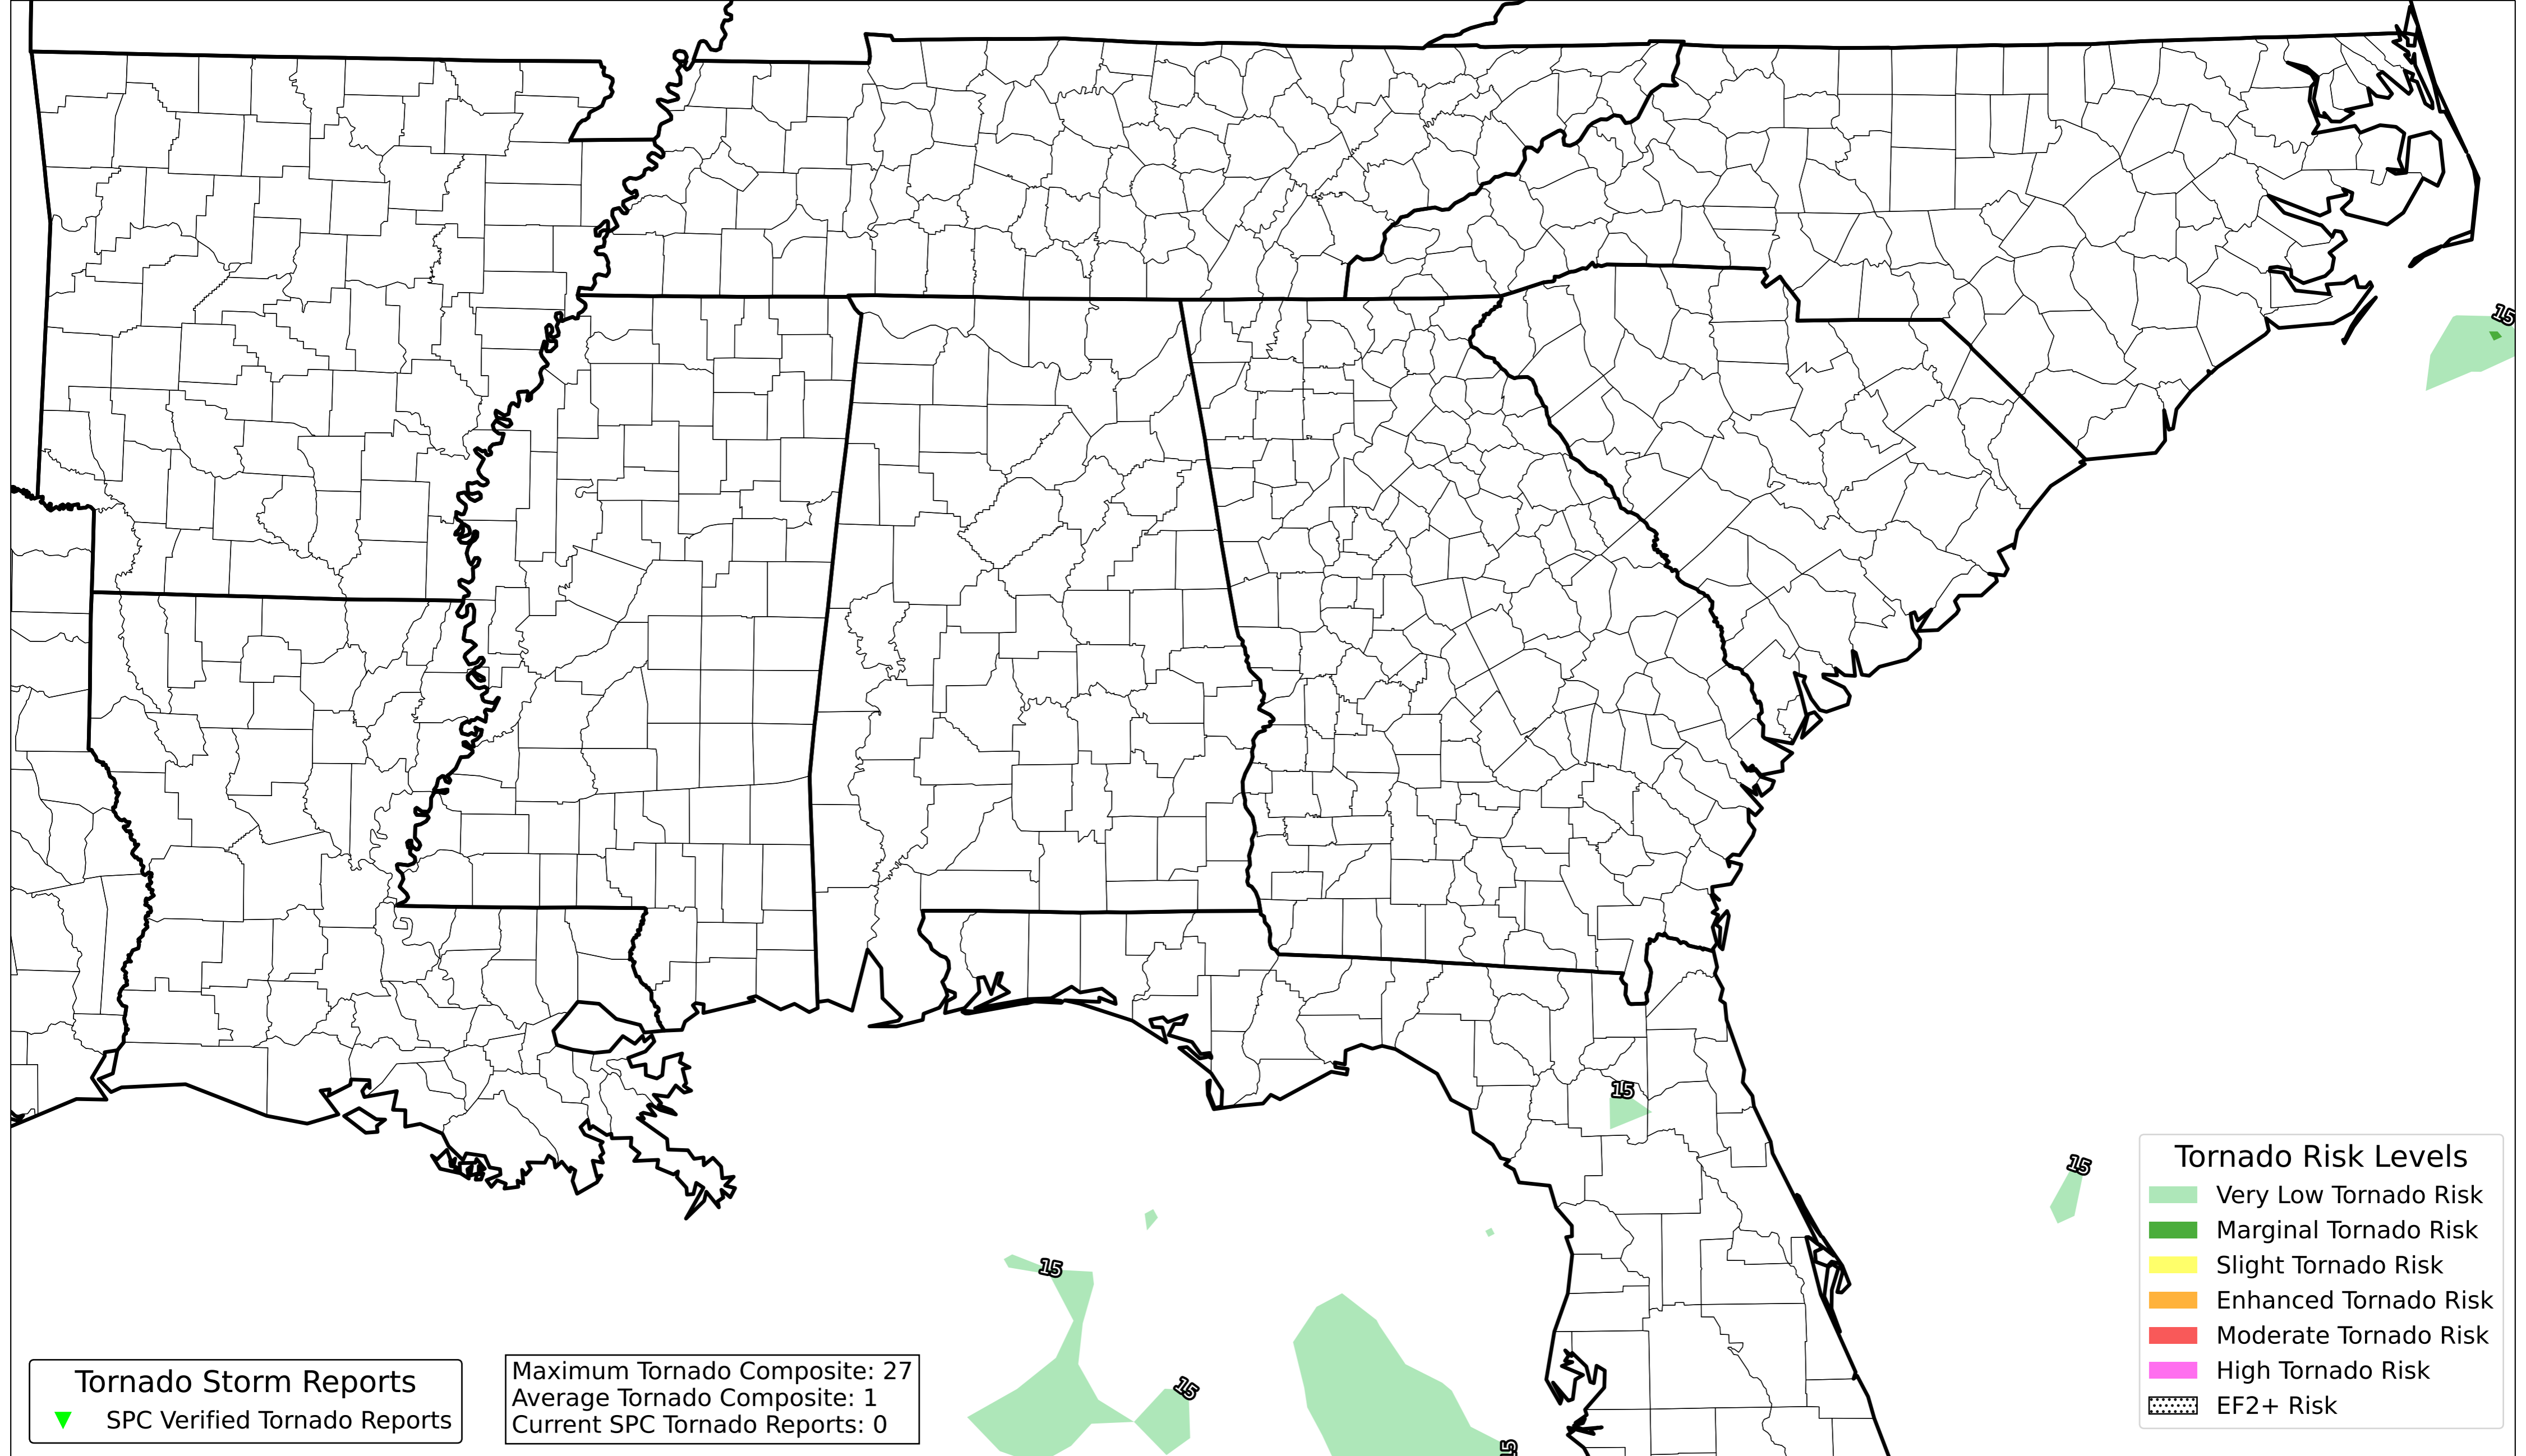 15
15
15
15
15
15
Tornado Risk Levels
Very Low Tornado Risk
Marginal Tornado Risk
Slight Tornado Risk
Enhanced Tornado Risk
Moderate Tornado Risk
High Tornado Risk
EF2+ Risk
Tornado Storm Reports
SPC Verified Tornado Reports
Maximum Tornado Composite: 27
Average Tornado Composite: 1
Current SPC Tornado Reports: 0